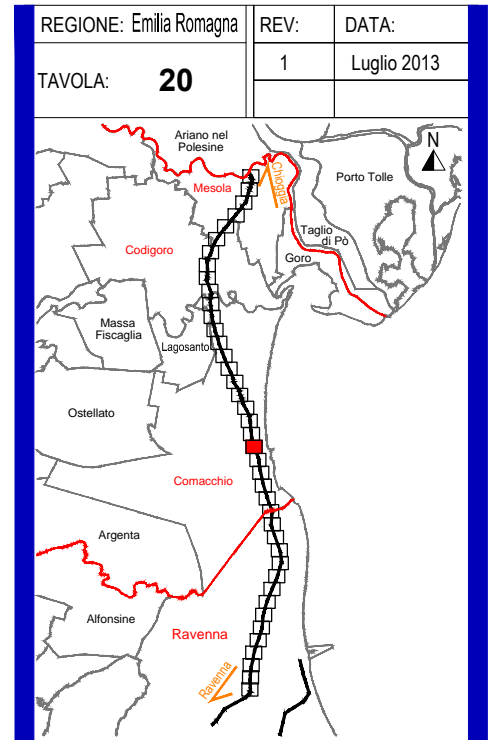 REGIONE: Emilia Romagna
REV:
DATA:
TAVOLA: 20
1
Luglio 2013
Ariano nel
Polesine
N
Mesola
Chioggia
Porto Tolle
Taglio
di Pò
Codigoro
Goro
Massa
Fiscaglia
Lagosanto
Ostellato
Comacchio
Argenta
Alfonsine
Ravenna
Ravenna